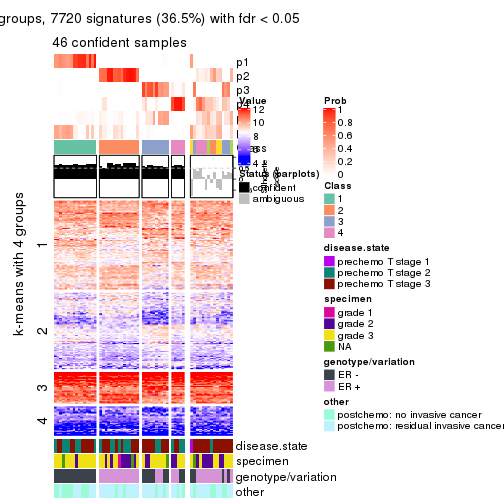 groups, 7720 signatures (36.5%) with fdr < 0.05
46 confident samples
p1
p2
p3
p4
Value
12
10
8
6
4
Status (barplots)
confident
ambiguous
Prob
1
0.8
0.6
0.4
0.2
0
Class
1
2
3
4
disease.state
prechemo T stage 1
prechemo T stage 2
prechemo T stage 3
specimen
grade 1
grade 2
grade 3
NA
genotype/variation
ER -
ER +
other
postchemo: no invasive cancer
postchemo: residual invasive cancer
k-means with 4 groups
1
2
3
4
disease.state
specimen
genotype/variation
other